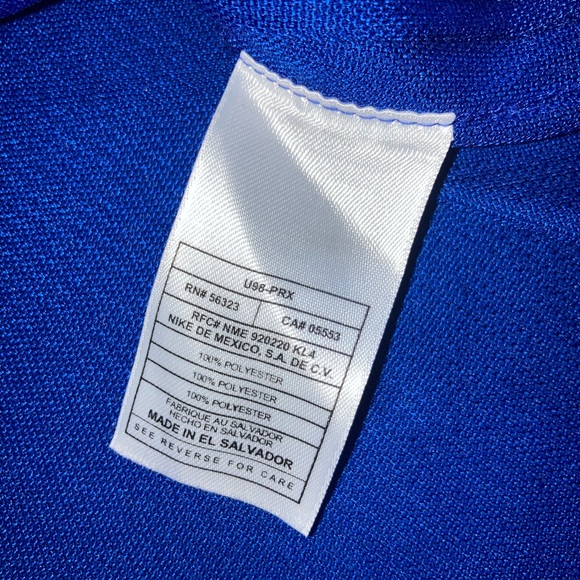 U98-PRX
RN# 56323 CA# 05553
RFC# NME 920220 KL4
NIKE DE MEXICO, S.A. DE C.V.
100% POLYESTER
100% POLYESTER
100% POLYESTER
FABRIQUE AU SALVADOR
HECHO EN SALVADOR
MADE IN EL SALVADOR
SEE REVERSE FOR CARE